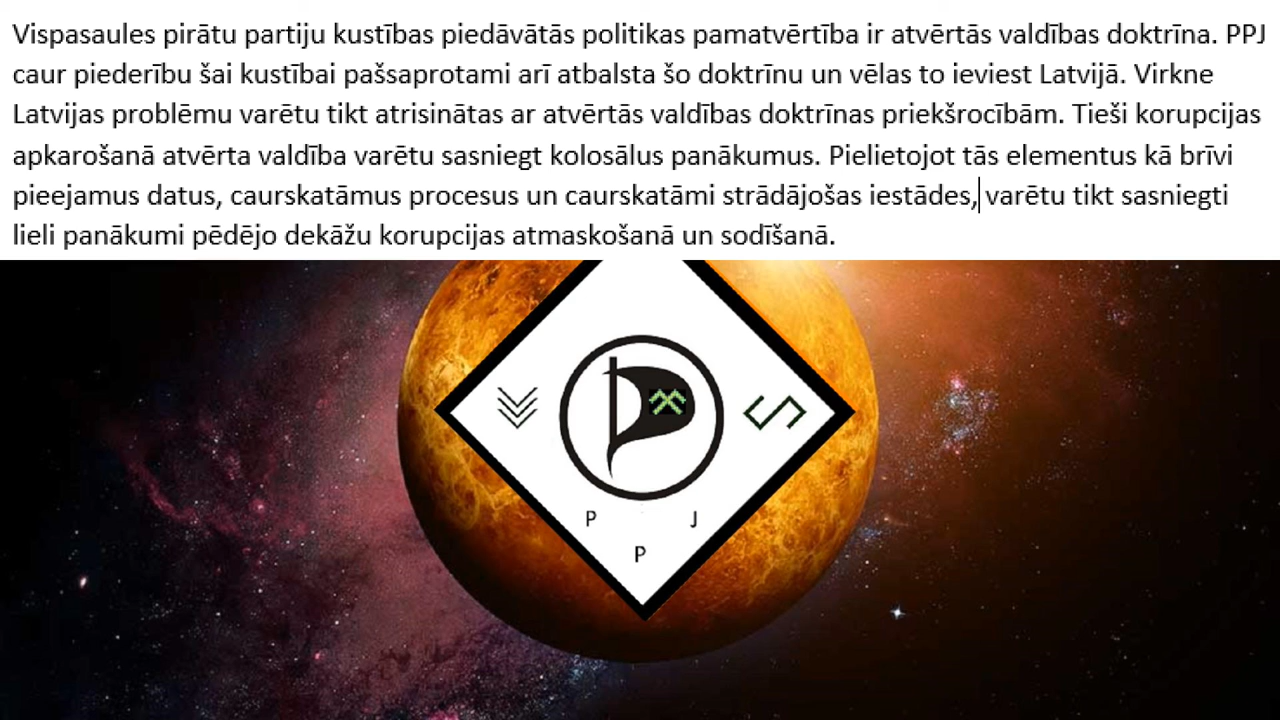 Vispasaules pirātu partiju kustības piedāvātās politikas pamatvērtība ir atvērtās valdības doktrīna. PPJ
caur piederību šai kustībai pašsaprotami arī atbalsta šo doktrīnu un vēlas to ieviest Latvijā. Virkne
Latvijas problēmu varētu tikt atrisinātas ar atvērtās valdības doktrīnas priekšrocībām. Tieši korupcijas
apkarošanā atvērta valdība varētu sasniegt kolosālus panākumus. Pielietojot tās elementus kā brīvi
pieejamus datus, caurskatāmus procesus un caurskatāmi strādājošas iestādes, varētu tikt sasniegti
lieli panākumi pēdējo dekāžu korupcijas atmaskošanā un sodīšanā.
P J
P